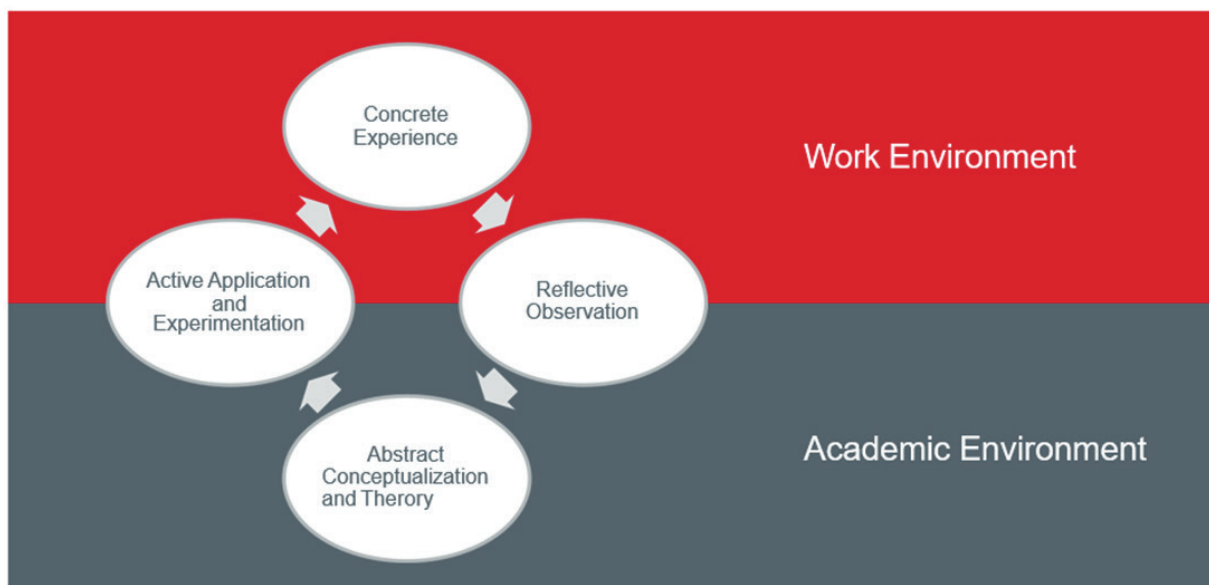 Concrete
Experience
Work Environment
Active Application
and
Experimentation
Reflective
Observation
Abstract
Conceptualization
and Therory
Academic Environment